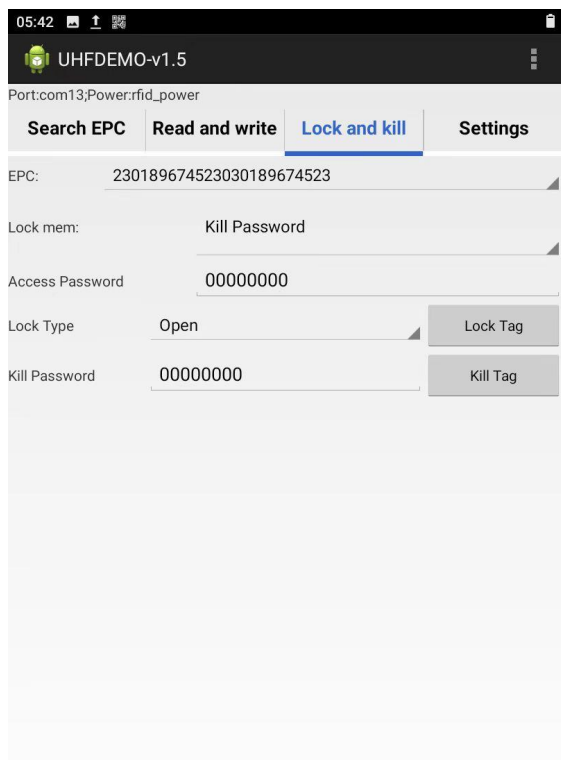 05:42
UHFDEMO-v1.5
Port:com13;Power:rfid_power
Search EPC Read and write Lock and kill Settings
EPC: 230189674523030189674523
Lock mem: Kill Password
Access Password 00000000
Lock Type Open Lock Tag
Kill Password 00000000 Kill Tag